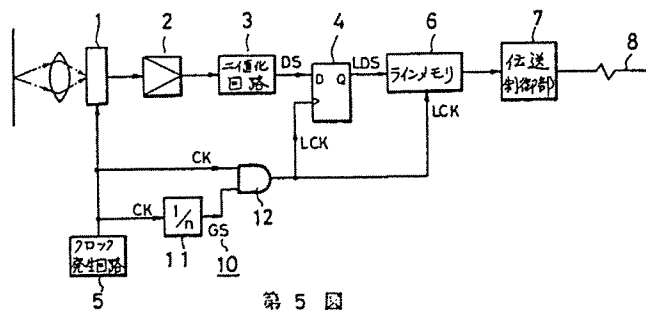 1
2
3
4
6
7
8
二値化
回路
DS
D Q
LDS
ラインメモリ
伝送
制御部
LCK
LCK
CK
12
CK
1/n
GS
11
10
クロック
発生回路
5
第 5 図